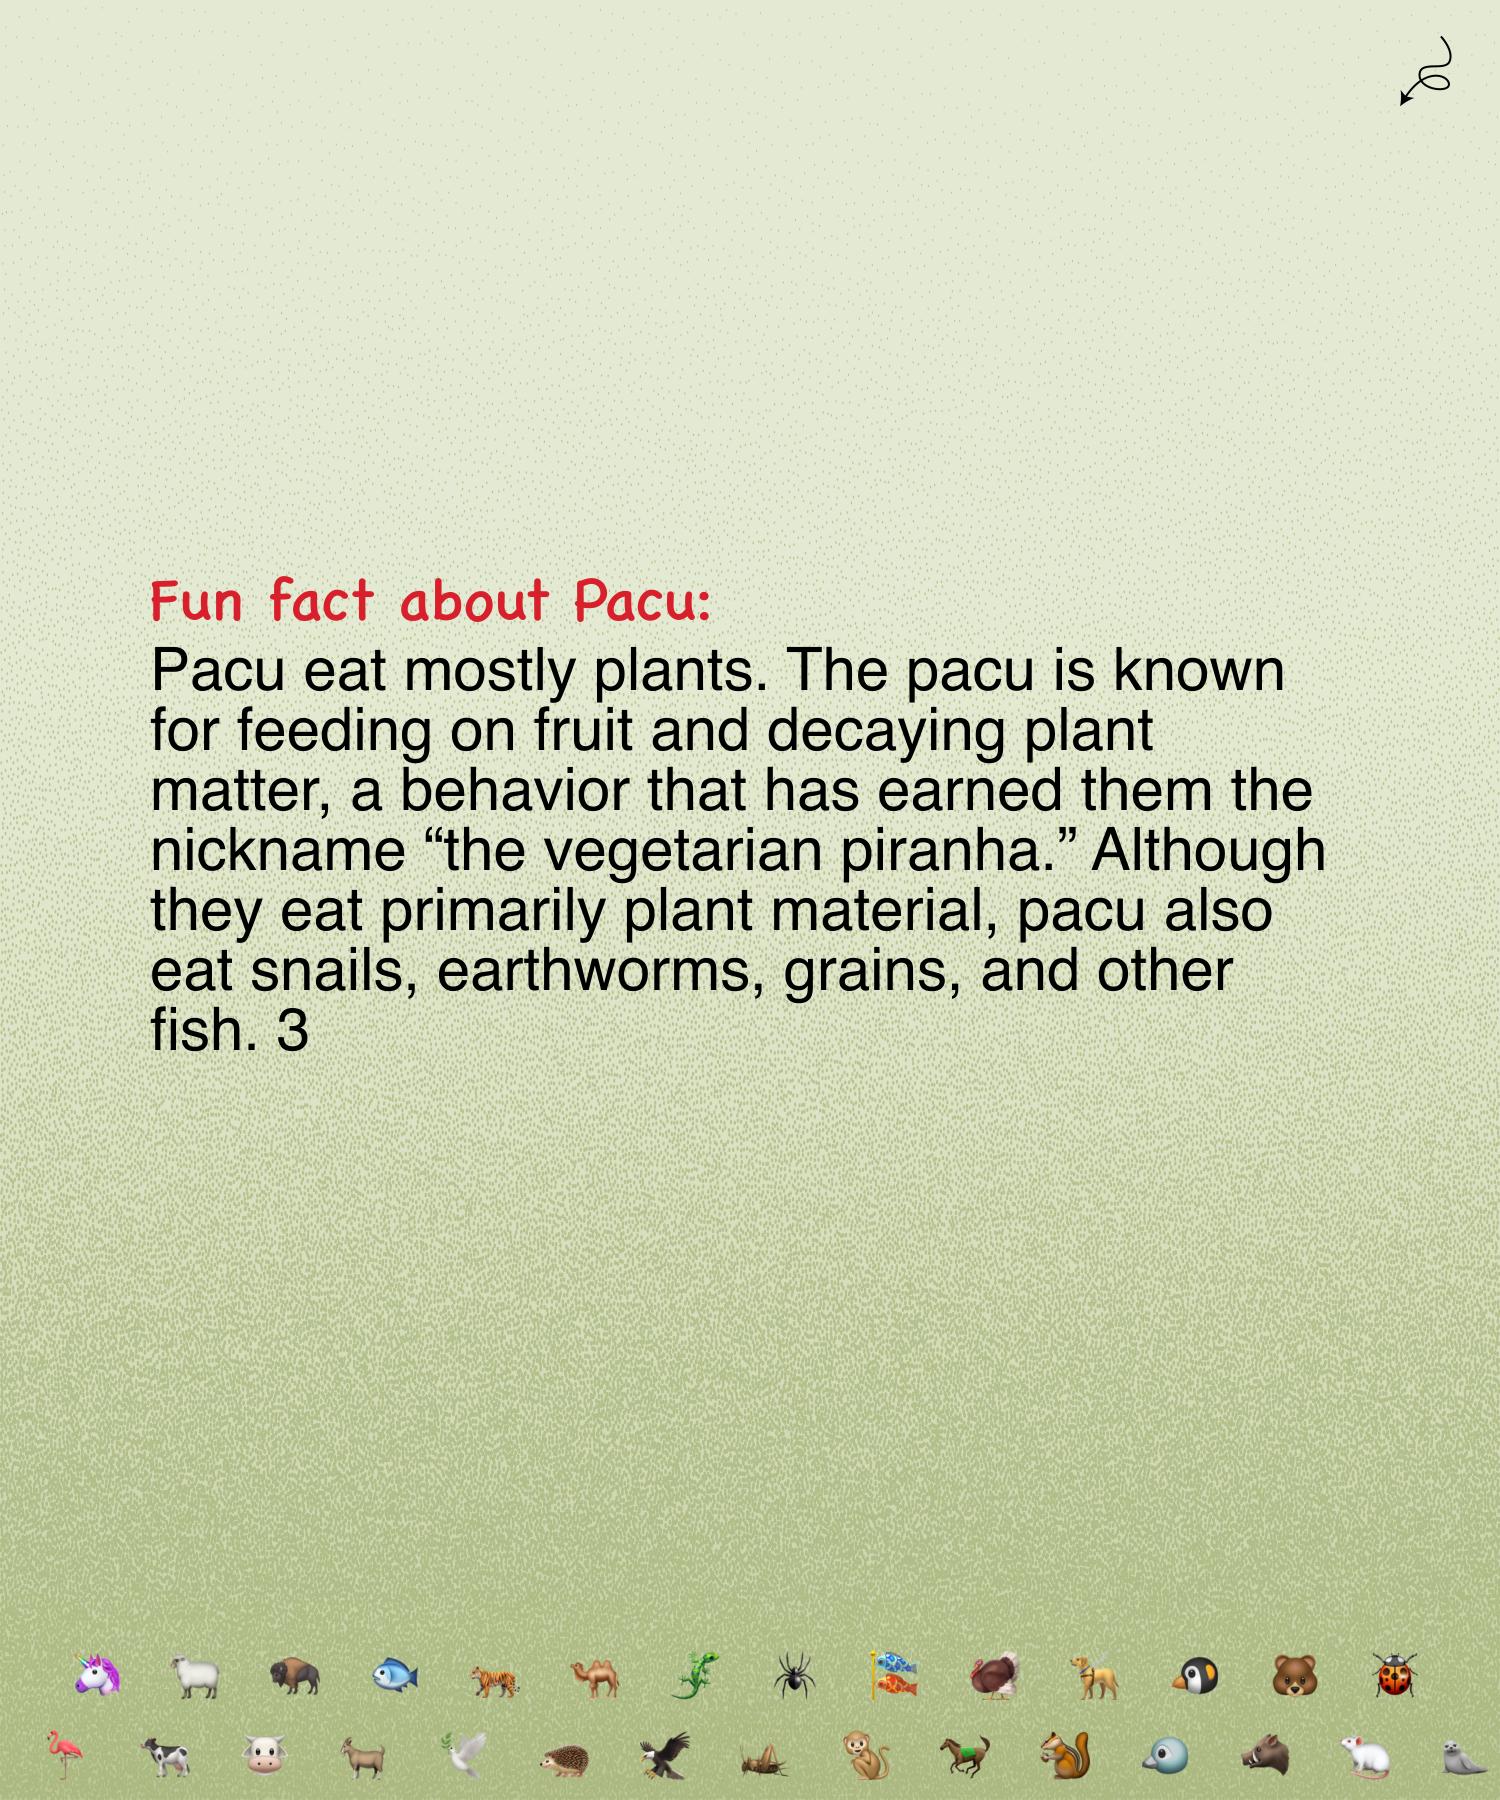 Fun fact about Pacu:
Pacu eat mostly plants. The pacu is known
for feeding on fruit and decaying plant
matter, a behavior that has earned them the
nickname “the vegetarian piranha.” Although
they eat primarily plant material, pacu also
eat snails, earthworms, grains, and other
fish. 3